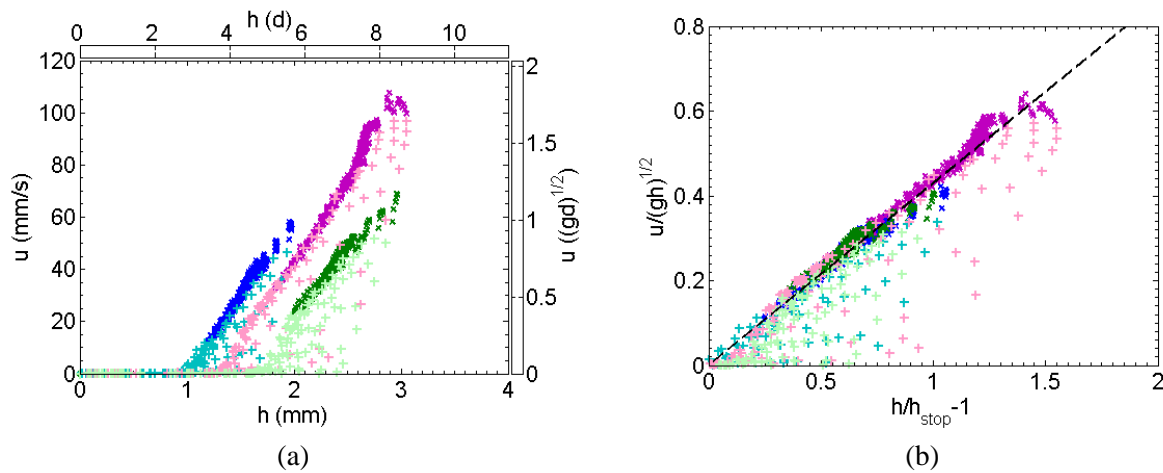 h (d)
0 2 4 6 8 10
120
100
80
60
40
20
0
u (mm/s)
2
1.5
1
0.5
0
u ((gd)^{1/2})
0 1 2 3 4
h (mm)
(a)
0.8
0.6
0.4
0.2
0
u/(gh)^{1/2}
0 0.5 1 1.5 2
h/h_{stop}-1
(b)